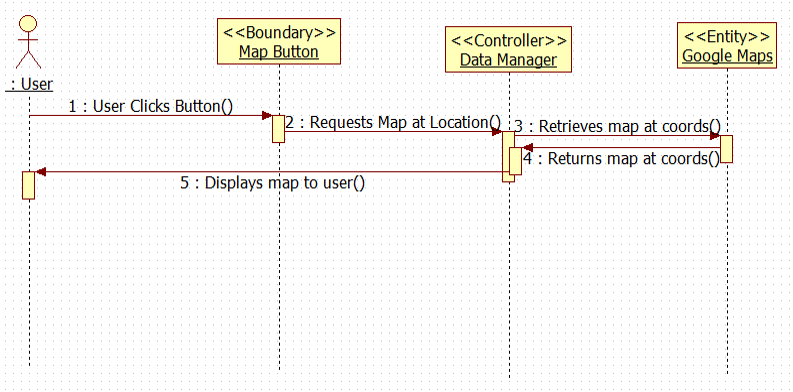 <<Boundary>>
Map Button
<<Controller>>
Data Manager
<<Entity>>
Google Maps
: User
1 : User Clicks Button()
2 : Requests Map at Location()
3 : Retrieves map at coords()
4 : Returns map at coords()
5 : Displays map to user()